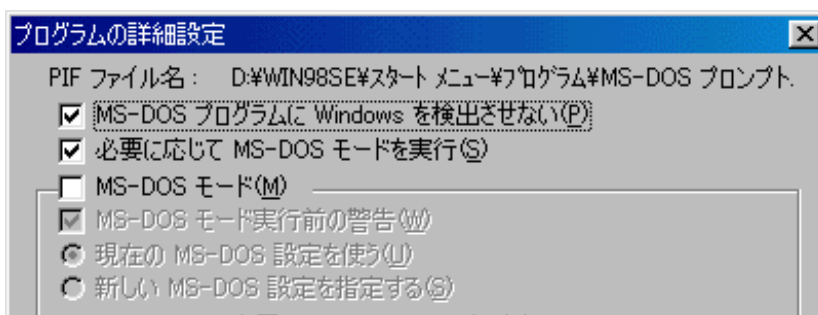 プログラムの詳細設定
PIF ファイル名： D:¥WIN98SE¥スタート メニュー¥プログラム¥MS-DOS プロンプト.
MS-DOS プログラムに Windows を検出させない(P)
必要に応じて MS-DOS モードを実行(S)
MS-DOS モード(M)
MS-DOS モード実行前の警告(W)
現在の MS-DOS 設定を使う(U)
新しい MS-DOS 設定を指定する(S)